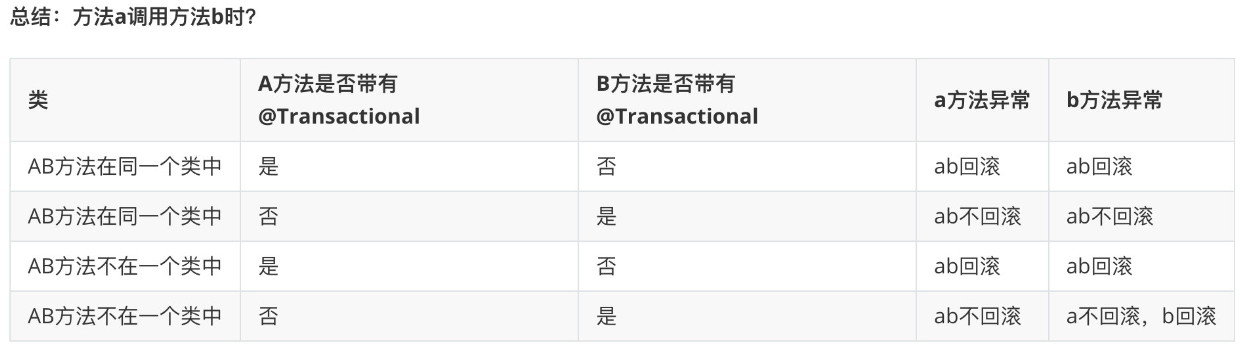 总结：方法a调用方法b时？
类 A方法是否带有@Transactional B方法是否带有@Transactional a方法异常 b方法异常
AB方法在同一个类中 是 否 ab回滚 ab回滚
AB方法在同一个类中 否 是 ab不回滚 ab不回滚
AB方法不在一个类中 是 否 ab回滚 ab回滚
AB方法不在一个类中 否 是 ab不回滚 a不回滚，b回滚